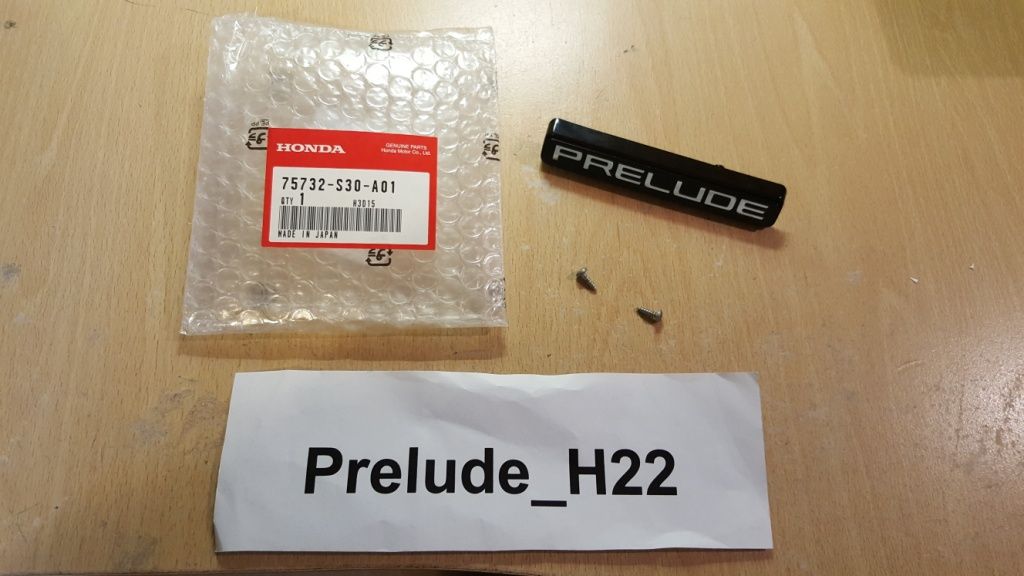 HONDA
GENUINE PARTS
Honda Motor Co., Ltd.
75732-S30-A01
QTY 1 H3015
MADE IN JAPAN
PRELUDE
Prelude_H22